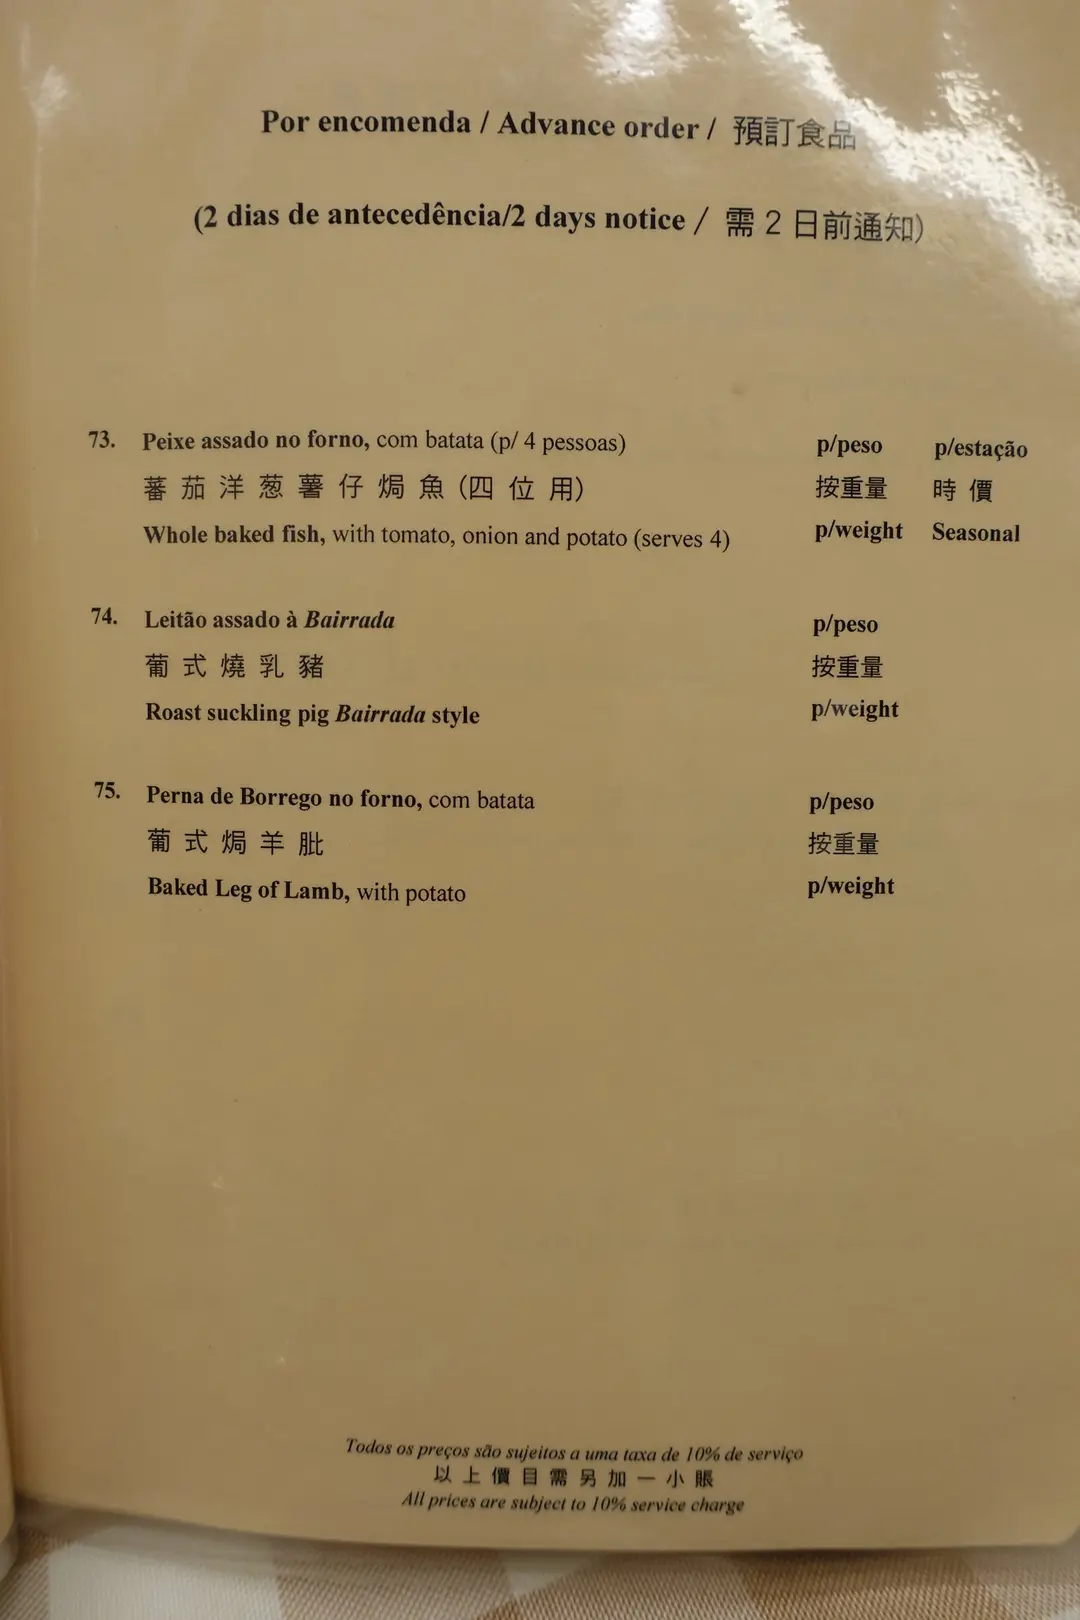 Por encomenda / Advance order / 預訂食品
(2 dias de antecedência/2 days notice / 需 2 日前通知)
73. Peixe assado no forno, com batata (p/ 4 pessoas) p/peso p/estação
蕃茄洋葱薯仔焗魚(四位用) 按重量 時價
Whole baked fish, with tomato, onion and potato (serves 4) p/weight Seasonal
74. Leitão assado à Bairrada p/peso
葡式燒乳豬 按重量
Roast suckling pig Bairrada style p/weight
75. Perna de Borrego no forno, com batata p/peso
葡式焗羊肶 按重量
Baked Leg of Lamb, with potato p/weight
Todos os preços são sujeitos a uma taxa de 10% de serviço
以上價目需另加一小賬
All prices are subject to 10% service charge